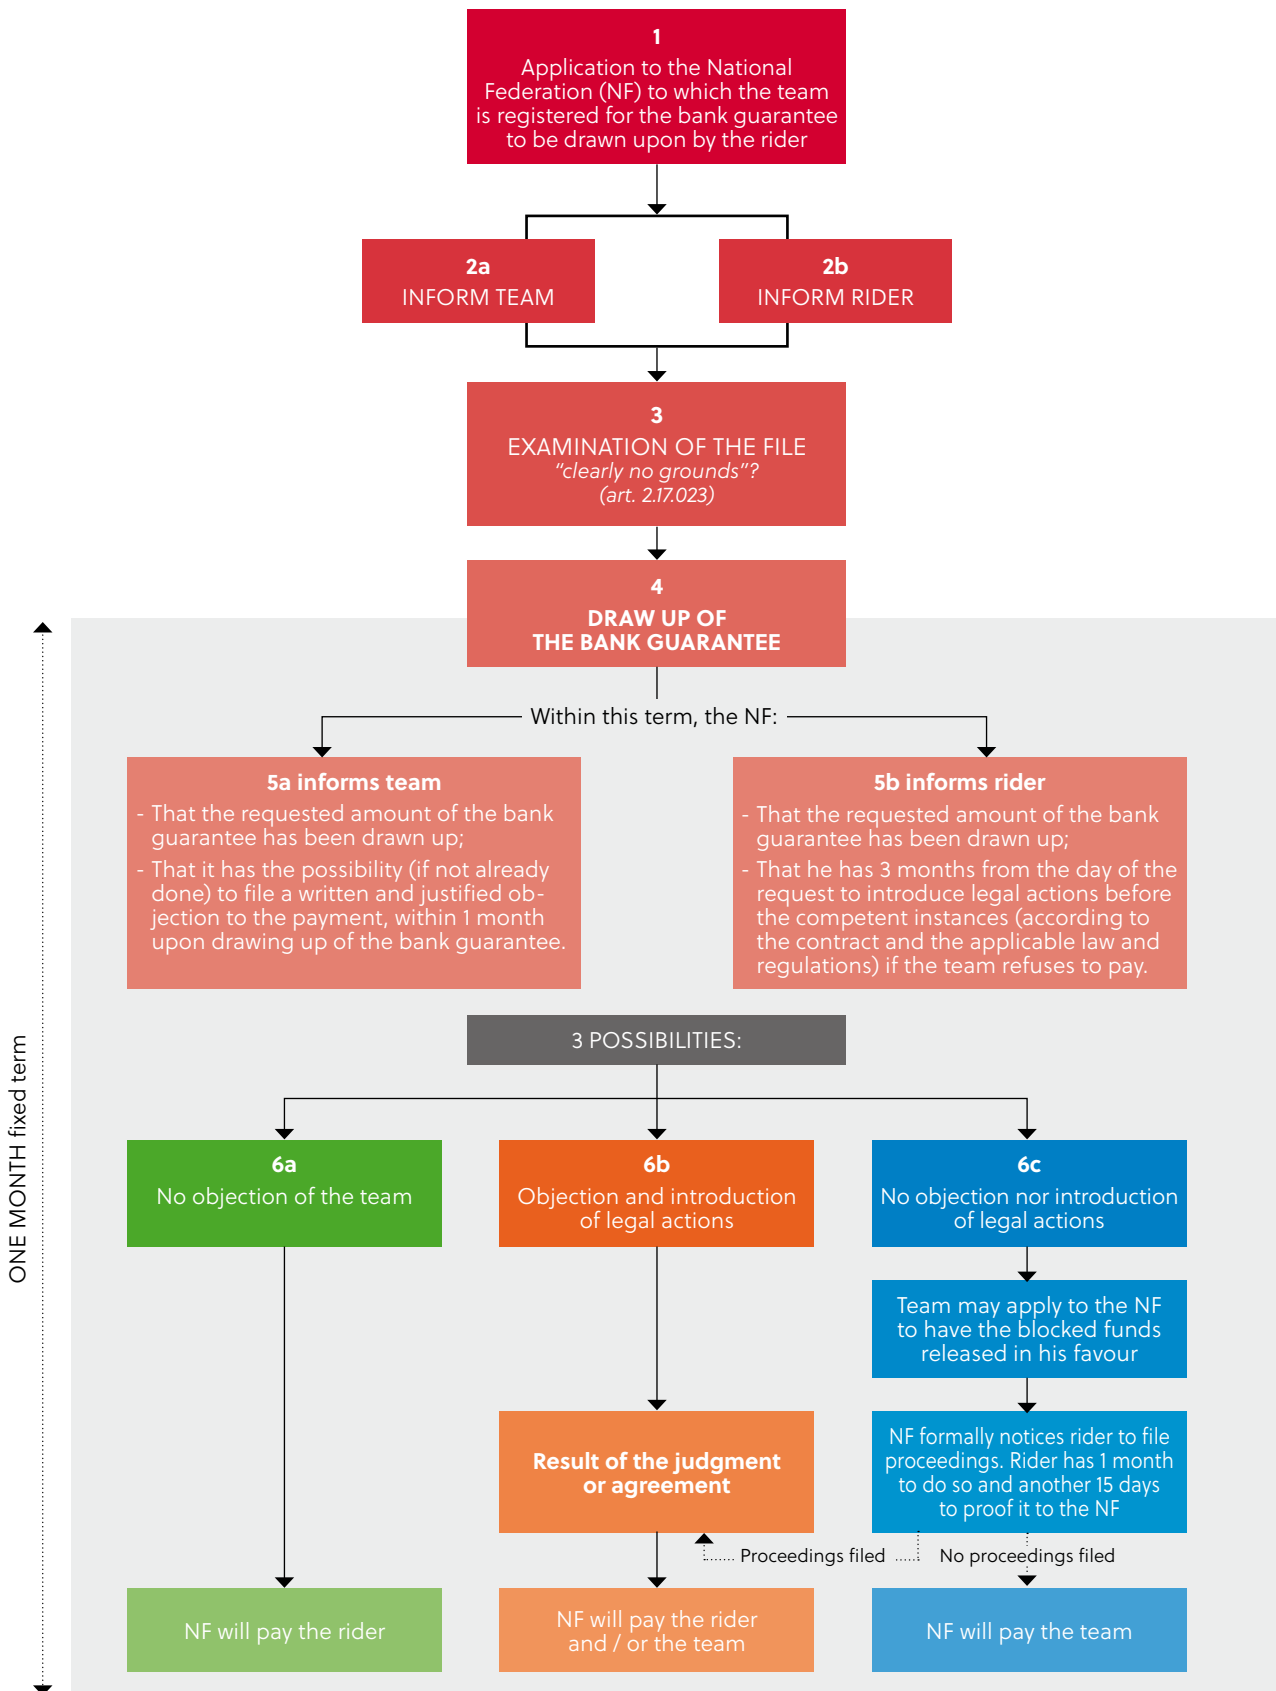 1
Application to the National
Federation (NF) to which the team
is registered for the bank guarantee
to be drawn upon by the rider
2a
INFORM TEAM
2b
INFORM RIDER
3
EXAMINATION OF THE FILE
“clearly no grounds”?
(art. 2.17.023)
4
DRAW UP OF
THE BANK GUARANTEE
ONE MONTH fixed term
Within this term, the NF:
5a informs team
- That the requested amount of the bank
guarantee has been drawn up;
- That it has the possibility (if not already
done) to file a written and justified ob-
jection to the payment, within 1 month
upon drawing up of the bank guarantee.
5b informs rider
- That the requested amount of the bank
guarantee has been drawn up;
- That he has 3 months from the day of the
request to introduce legal actions before
the competent instances (according to
the contract and the applicable law and
regulations) if the team refuses to pay.
3 POSSIBILITIES:
6a
No objection of the team
6b
Objection and introduction
of legal actions
6c
No objection nor introduction
of legal actions
Team may apply to the NF
to have the blocked funds
released in his favour
Result of the judgment
or agreement
NF formally notices rider to file
proceedings. Rider has 1 month
to do so and another 15 days
to proof it to the NF
Proceedings filed
No proceedings filed
NF will pay the rider
NF will pay the rider
and / or the team
NF will pay the team